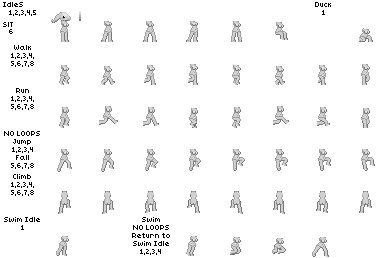 IdleS
1,2,3,4,5
Duck
1
SIT
6
Walk
1,2,3,4,
5,6,7,8
Run
1,2,3,4,
5,6,7,8
NO LOOPS
Jump
1,2,3,4
Fall
5,6,7,8
Climb
1,2,3,4,
5,6,7,8
Swim Idle
1
Swim
NO LOOPS
Return to
Swim Idle
1,2,3,4